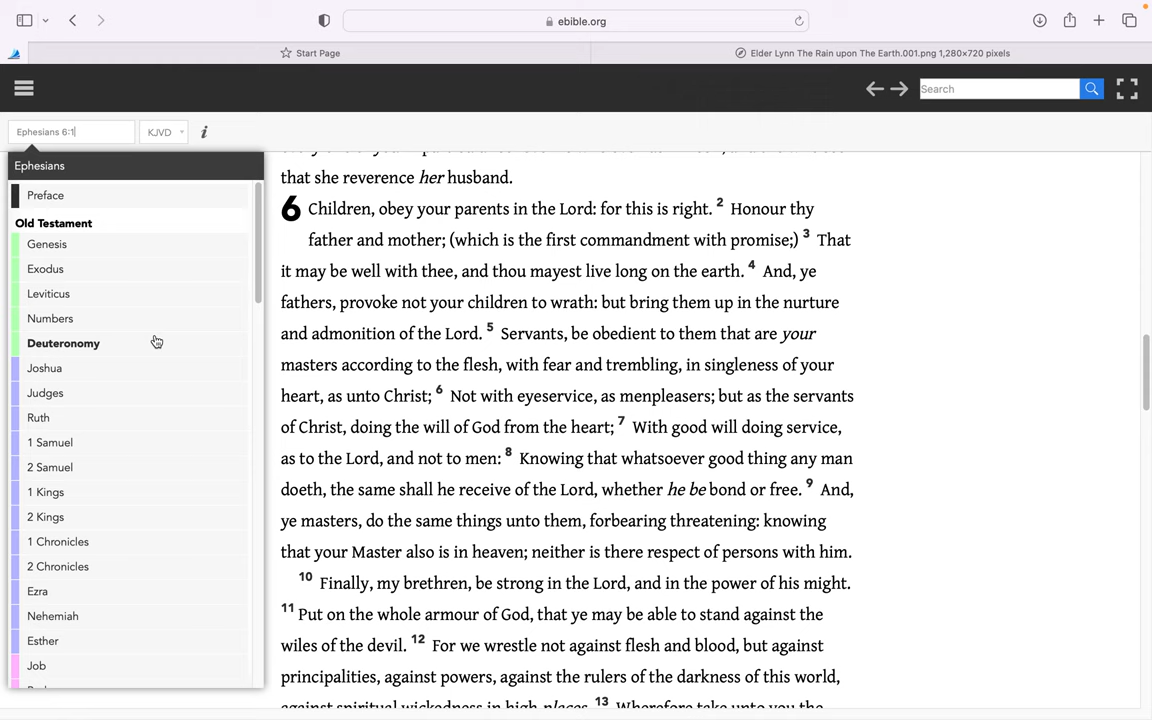 ebible.org
Start Page
Elder Lynn The Rain upon The Earth.001.png 1,280×720 pixels
Search
Ephesians 6:1
KJVD
i
Ephesians
Preface
Old Testament
Genesis
Exodus
Leviticus
Numbers
Deuteronomy
Joshua
Judges
Ruth
1 Samuel
2 Samuel
1 Kings
2 Kings
1 Chronicles
2 Chronicles
Ezra
Nehemiah
Esther
Job
that she reverence her husband.
6 Children, obey your parents in the Lord: for this is right. 2 Honour thy
father and mother; (which is the first commandment with promise;) 3 That
it may be well with thee, and thou mayest live long on the earth. 4 And, ye
fathers, provoke not your children to wrath: but bring them up in the nurture
and admonition of the Lord. 5 Servants, be obedient to them that are your
masters according to the flesh, with fear and trembling, in singleness of your
heart, as unto Christ; 6 Not with eyeservice, as menpleasers; but as the servants
of Christ, doing the will of God from the heart; 7 With good will doing service,
as to the Lord, and not to men: 8 Knowing that whatsoever good thing any man
doeth, the same shall he receive of the Lord, whether he be bond or free. 9 And,
ye masters, do the same things unto them, forbearing threatening: knowing
that your Master also is in heaven; neither is there respect of persons with him.
10 Finally, my brethren, be strong in the Lord, and in the power of his might.
11 Put on the whole armour of God, that ye may be able to stand against the
wiles of the devil. 12 For we wrestle not against flesh and blood, but against
principalities, against powers, against the rulers of the darkness of this world,
against spiritual wickedness in high places. 13 Wherefore take unto you the